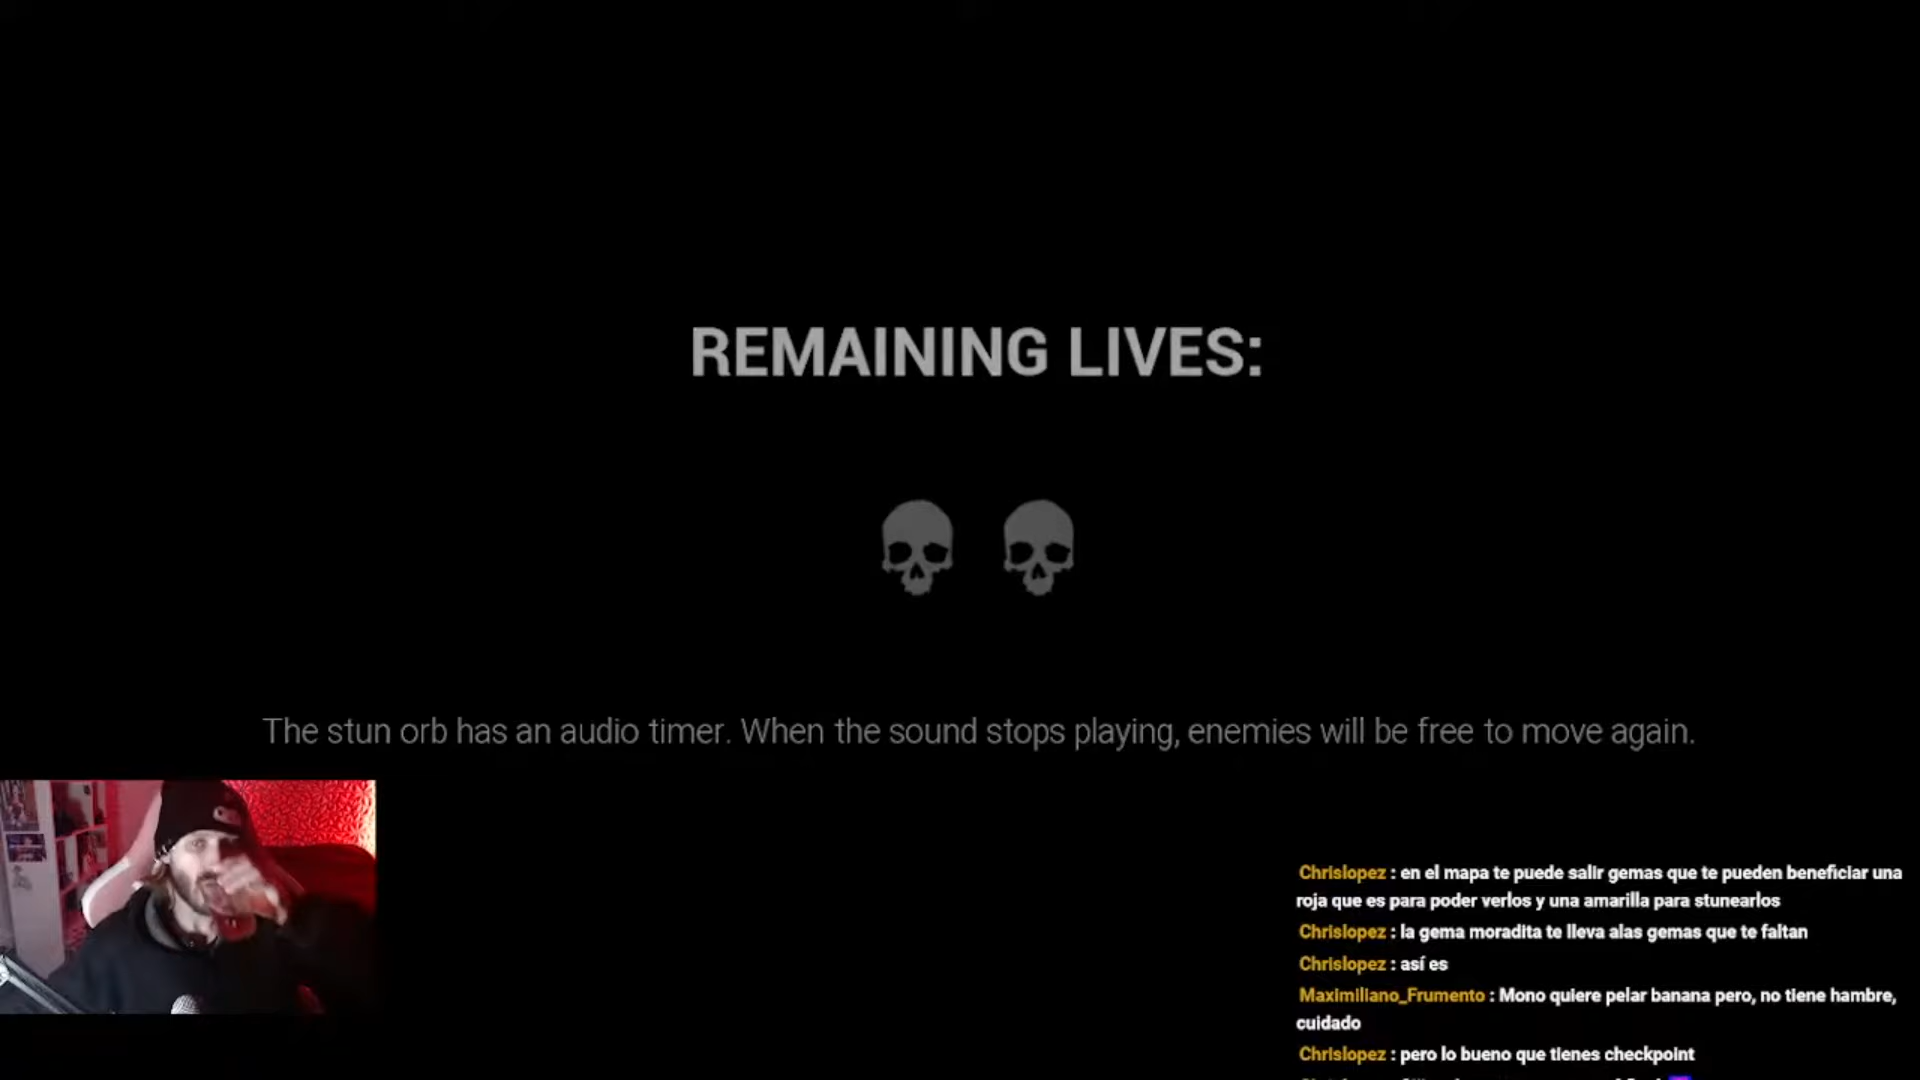 REMAINING LIVES:
The stun orb has an audio timer. When the sound stops playing, enemies will be free to move again.
Chrislopez : en el mapa te puede salir gemas que te pueden beneficiar una
roja que es para poder verlos y una amarilla para stunearlos
Chrislopez : la gema moradita te lleva alas gemas que te faltan
Chrislopez : así es
Maximiliano_Frumento : Mono quiere pelar banana pero, no tiene hambre,
cuidado
Chrislopez : pero lo bueno que tienes checkpoint